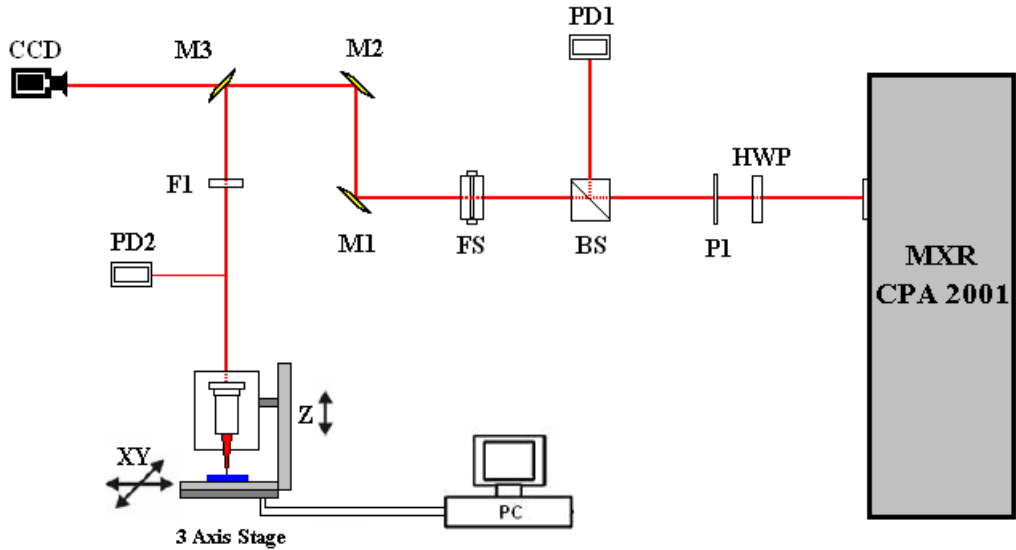 PD1
CCD
M3
M2
HWP
F1
M1
FS
BS
P1
PD2
MXR
CPA 2001
Z
XY
PC
3 Axis Stage